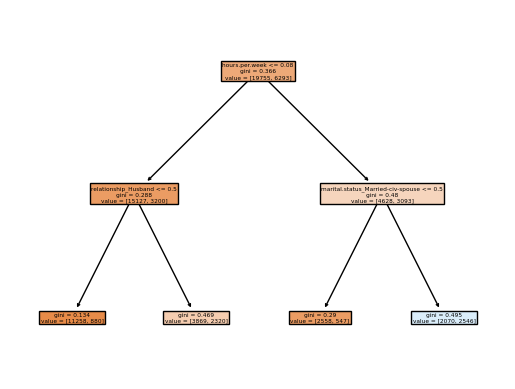 hours.per.week <= 0.08
gini = 0.366
value = [19755, 6293]
relationship_Husband <= 0.5
gini = 0.288
value = [15127, 3200]
marital.status_Married-civ-spouse <= 0.5
gini = 0.48
value = [4628, 3093]
gini = 0.134
value = [11258, 880]
gini = 0.469
value = [3869, 2320]
gini = 0.29
value = [2558, 547]
gini = 0.495
value = [2070, 2546]